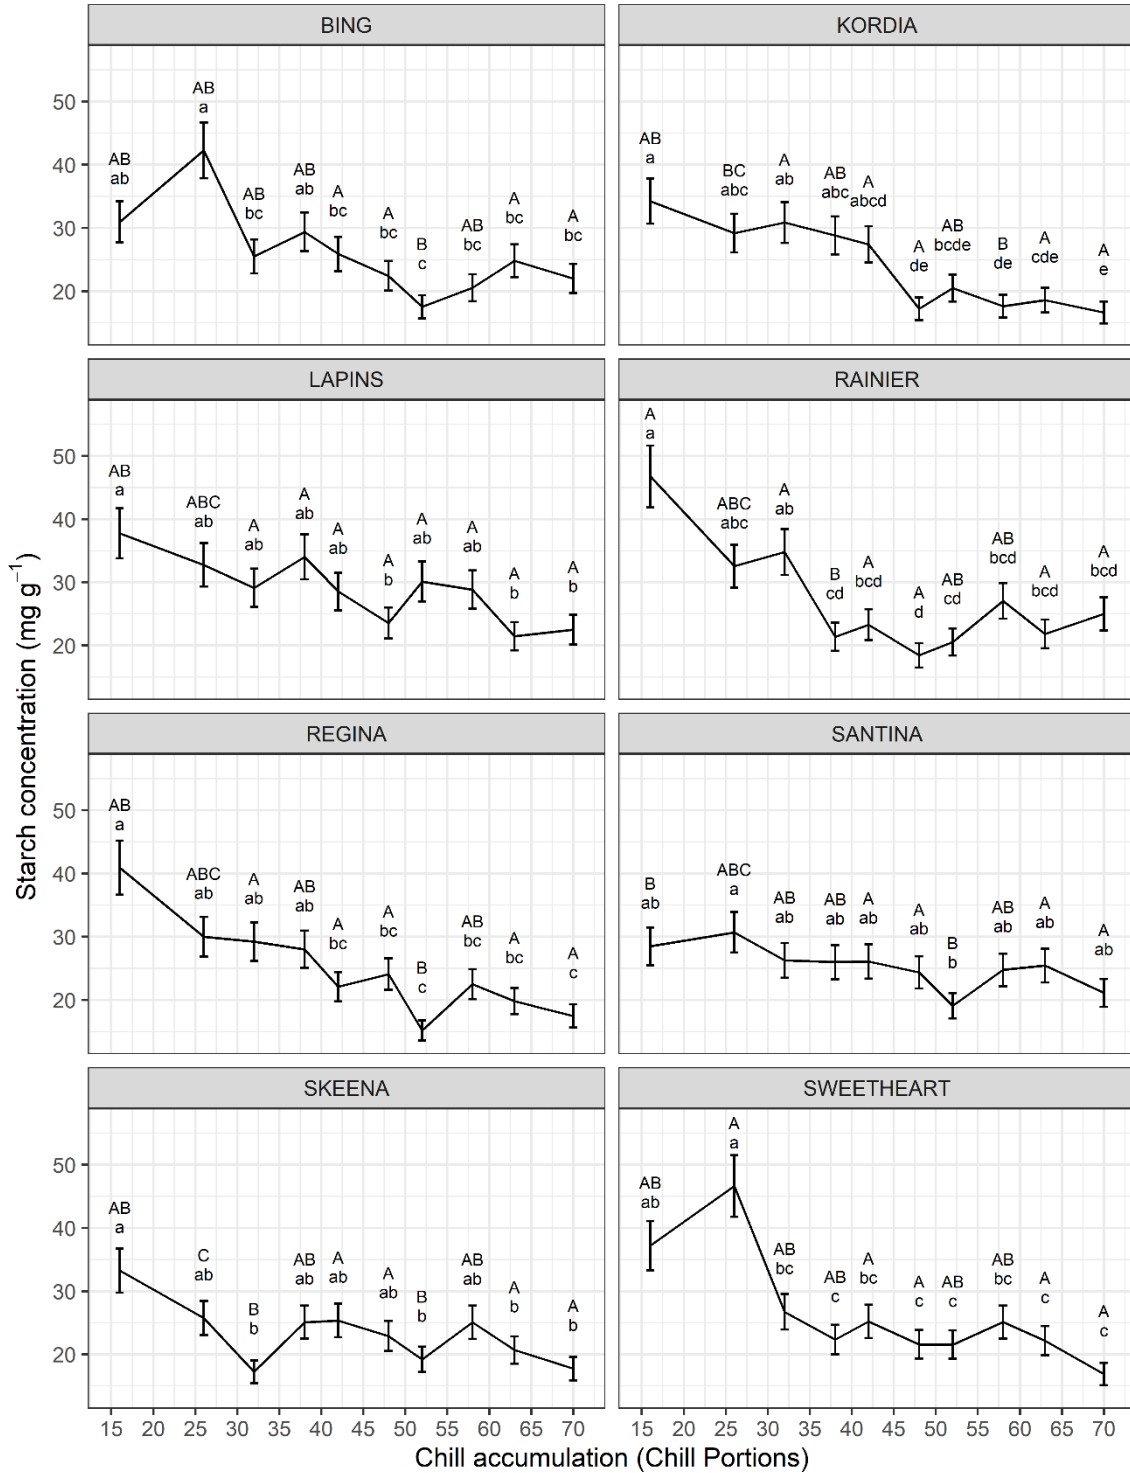 BING
KORDIA
AB
ab
AB
a
AB
bc
AB
ab
A
bc
A
bc
B
c
AB
bc
A
bc
A
bc
AB
a
BC
abc
A
ab
AB
abc
A
abcd
A
de
AB
bcde
B
de
A
cde
A
e
50
40
30
20
LAPINS
RAINIER
AB
a
ABC
ab
A
ab
A
ab
A
ab
A
b
A
ab
A
ab
A
b
A
b
A
a
ABC
abc
A
ab
B
cd
A
bcd
A
d
AB
cd
AB
bcd
A
bcd
A
bcd
50
40
30
20
REGINA
SANTINA
AB
a
ABC
ab
A
ab
AB
ab
A
bc
A
bc
B
c
AB
bc
A
bc
A
c
B
ab
ABC
a
AB
ab
AB
ab
A
ab
A
ab
B
b
AB
ab
A
ab
A
ab
50
40
30
20
SKEENA
SWEETHEART
AB
a
C
ab
B
b
AB
ab
A
ab
A
ab
B
b
AB
ab
A
b
A
b
AB
ab
A
a
AB
bc
AB
c
A
bc
A
c
AB
c
AB
bc
A
c
A
c
50
40
30
20
15 20 25 30 35 40 45 50 55 60 65 70
15 20 25 30 35 40 45 50 55 60 65 70
Starch concentration (mg g⁻¹)
Chill accumulation (Chill Portions)